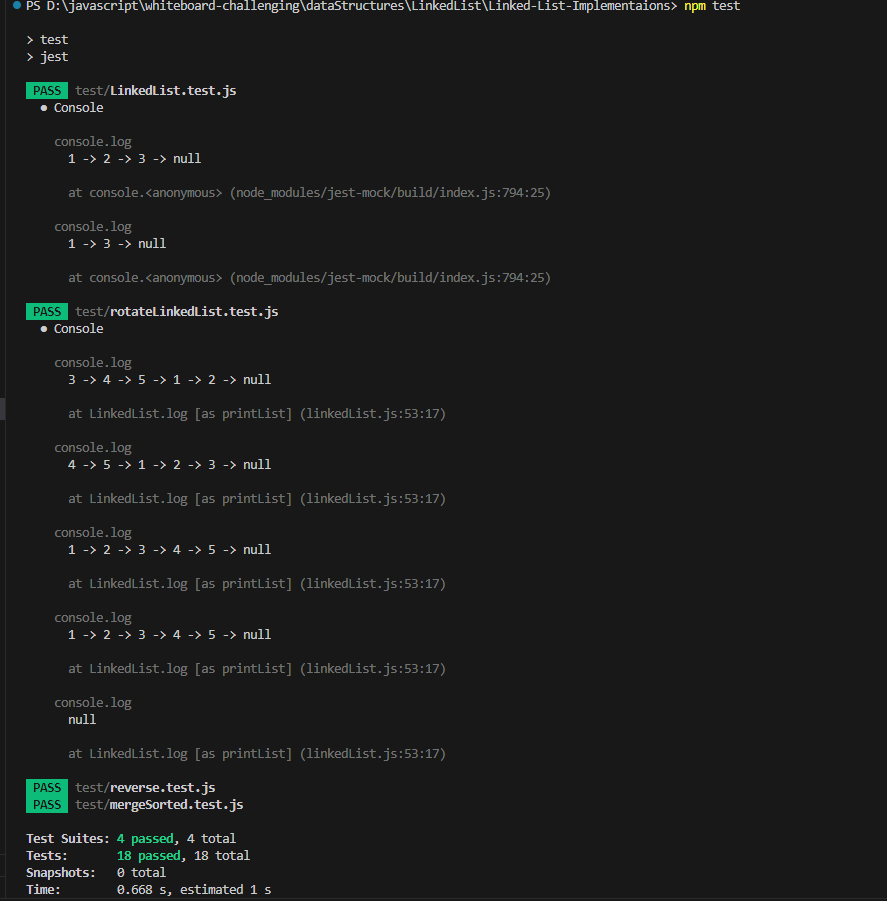 PS D:\javascript\whiteboard-challenging\dataStructures\LinkedList\Linked-List-Implementaions> npm test
> test
> jest
PASS test/LinkedList.test.js
● Console
console.log
1 -> 2 -> 3 -> null
at console.<anonymous> (node_modules/jest-mock/build/index.js:794:25)
console.log
1 -> 3 -> null
at console.<anonymous> (node_modules/jest-mock/build/index.js:794:25)
PASS test/rotateLinkedList.test.js
● Console
console.log
3 -> 4 -> 5 -> 1 -> 2 -> null
at LinkedList.log [as printList] (linkedList.js:53:17)
console.log
4 -> 5 -> 1 -> 2 -> 3 -> null
at LinkedList.log [as printList] (linkedList.js:53:17)
console.log
1 -> 2 -> 3 -> 4 -> 5 -> null
at LinkedList.log [as printList] (linkedList.js:53:17)
console.log
1 -> 2 -> 3 -> 4 -> 5 -> null
at LinkedList.log [as printList] (linkedList.js:53:17)
console.log
null
at LinkedList.log [as printList] (linkedList.js:53:17)
PASS test/reverse.test.js
PASS test/mergeSorted.test.js
Test Suites: 4 passed, 4 total
Tests: 18 passed, 18 total
Snapshots: 0 total
Time: 0.668 s, estimated 1 s